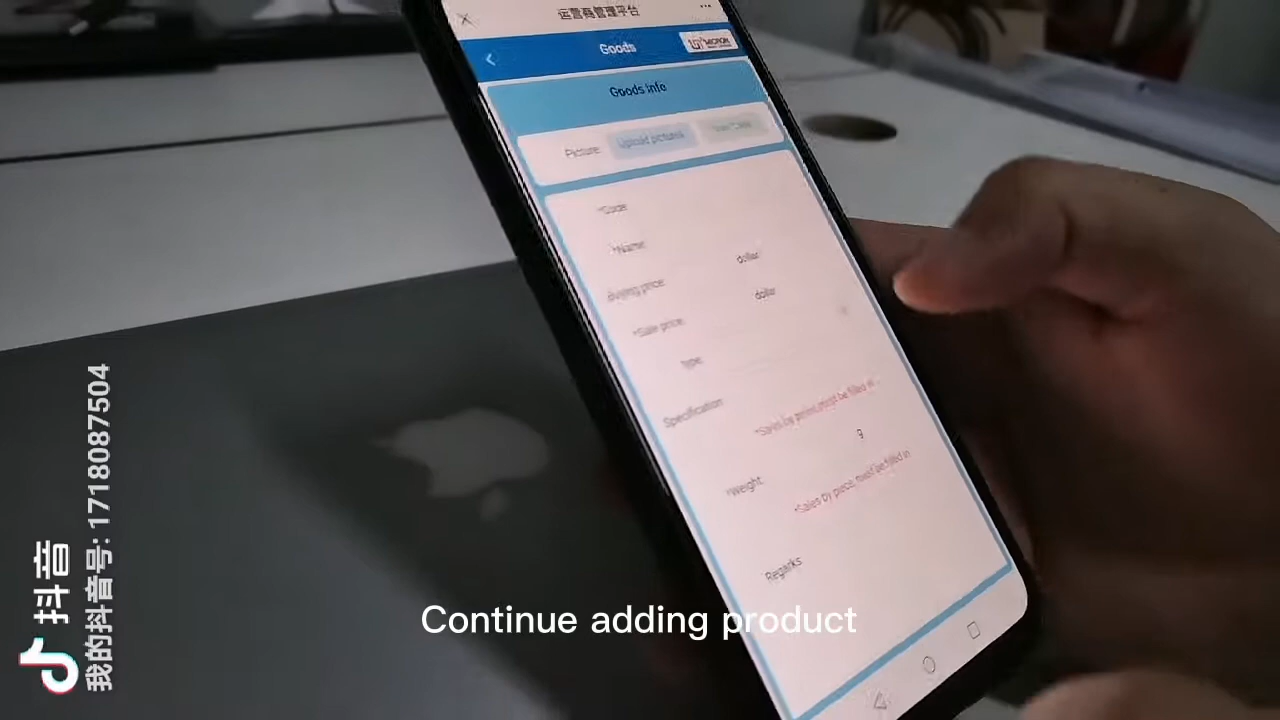 运营商管理平台
Goods
Goods Info
Picture
Upload pictures
*Code
*Name
dollar
Buying price
dollar
*Sale price
type
Specification
*Sales by piece, must be filled in
g
*Weight
*Sales by piece, must be filled in
Regarks
Continue adding product
抖音
我的抖音号: 1718087504